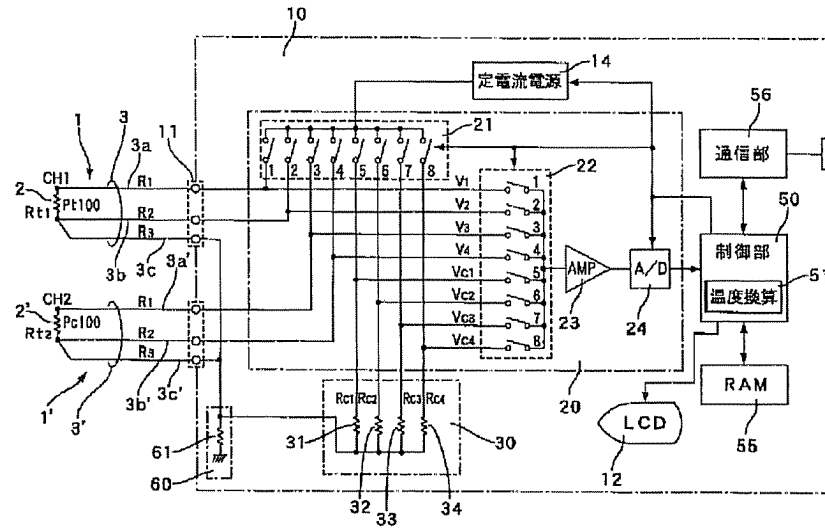 10
14
定電流電源
56
通信部
21
1
3
3a
11
CH1
R1
1 2 3 4 5 6 7 8
22
2
Pt100
Rt1
R2
R3
3b
3c
3a'
V1
1
V2
2
V3
3
V4
4
VC1
5
VC2
6
VC3
7
VC4
8
AMP
23
A/D
24
50
制御部
51
温度換算
CH2
R1
2'
Pc100
Rt2
R2
R3
1'
3'
3b'
3c'
20
RAM
55
LCD
12
RC1
RC2
RC3
RC4
31
30
61
60
32
33
34